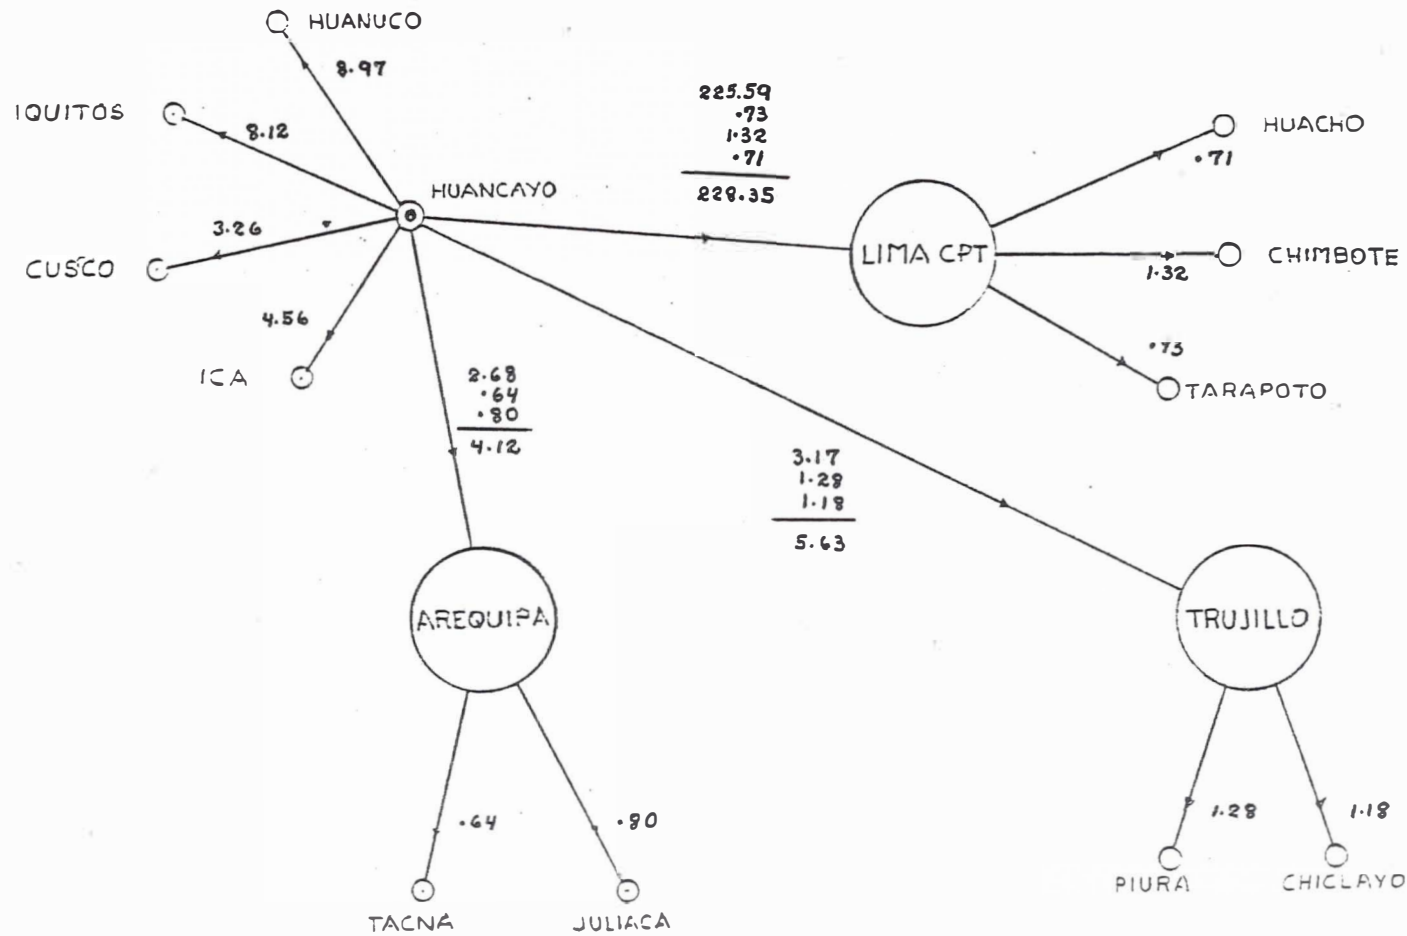 HUANUCO
8.97
IQUITOS
8.12
HUANCAYO
3.26
CUSCO
4.56
ICA
225.59
.73
1.32
.71
228.35
LIMA CPT
HUACHO
.71
CHIMBOTE
1.32
.73
TARAPOTO
2.68
.64
.80
4.12
3.17
1.28
1.18
5.63
AREQUIPA
TRUJILLO
.64
.80
1.28
1.18
TACNA
JULIACA
PIURA
CHICLAYO